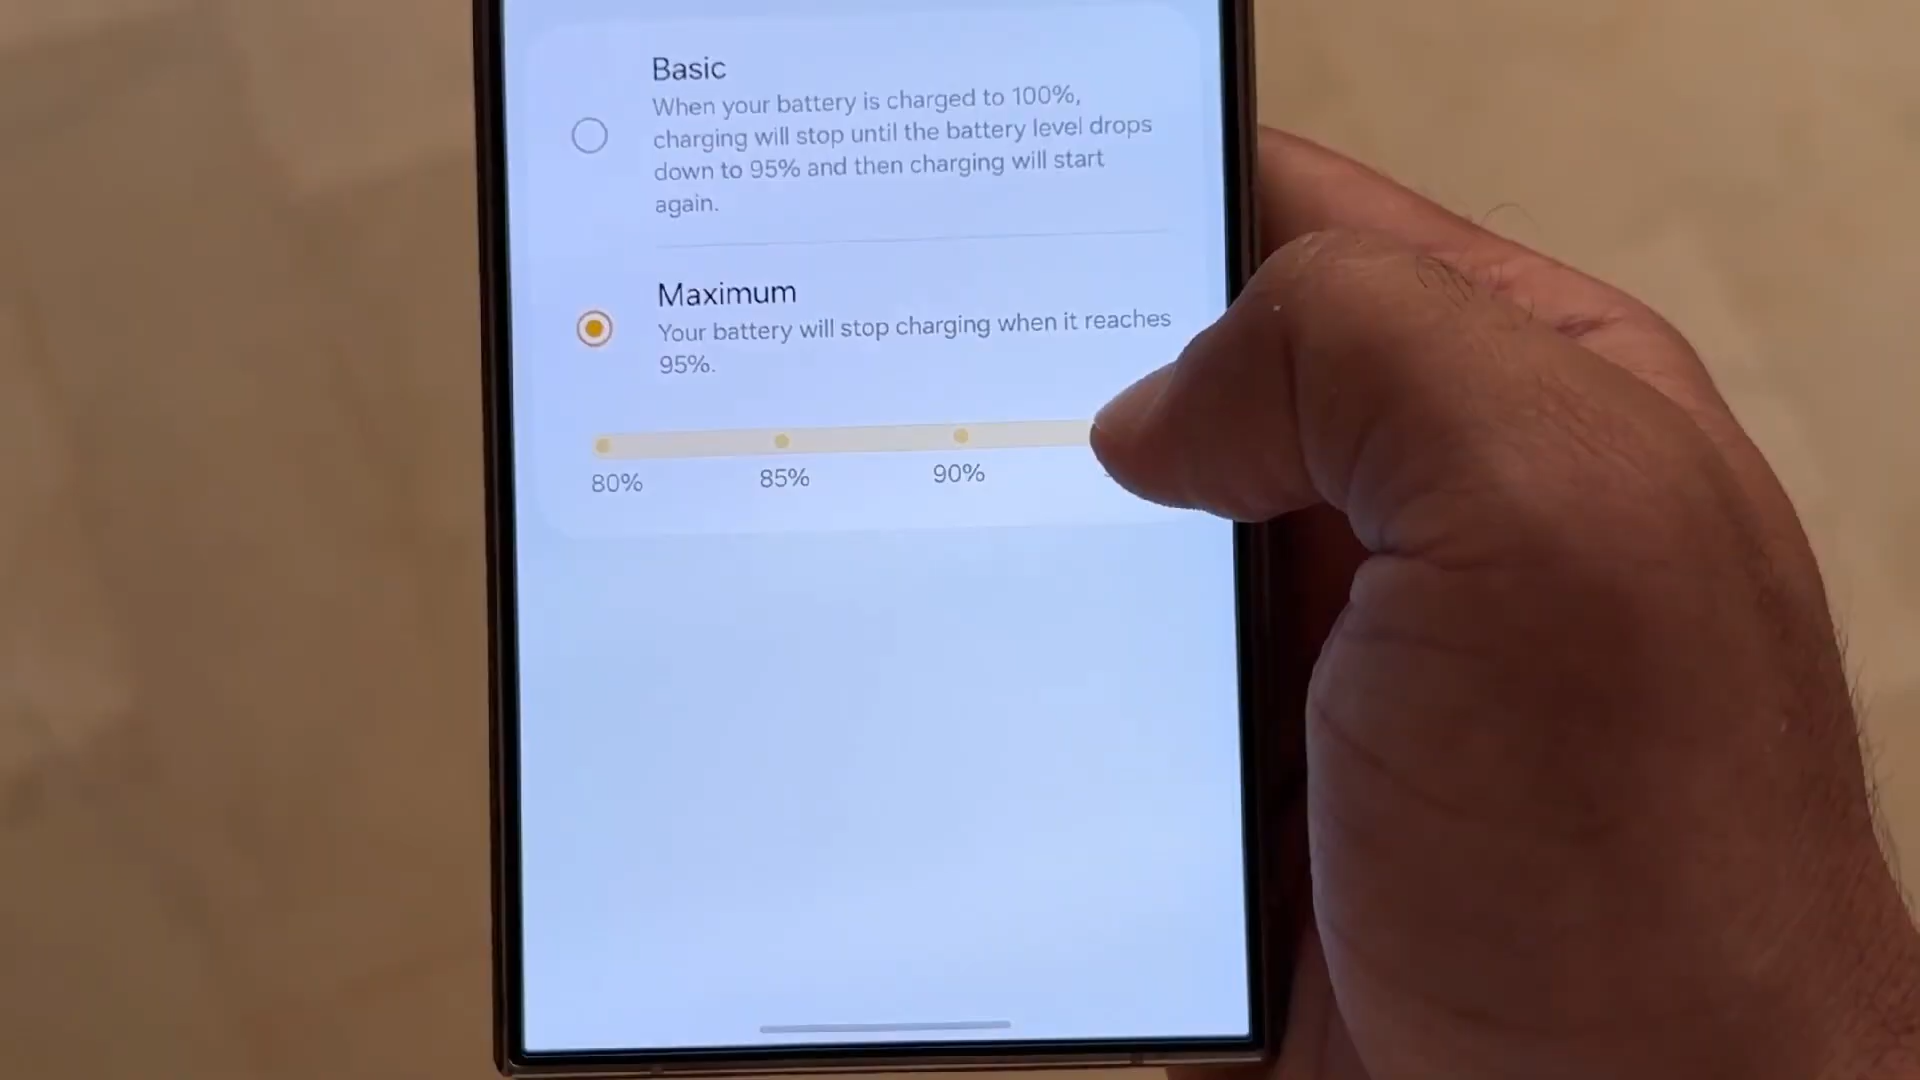 Basic
When your battery is charged to 100%,
charging will stop until the battery level drops
down to 95% and then charging will start
again.
Maximum
Your battery will stop charging when it reaches
95%.
80% 85% 90%